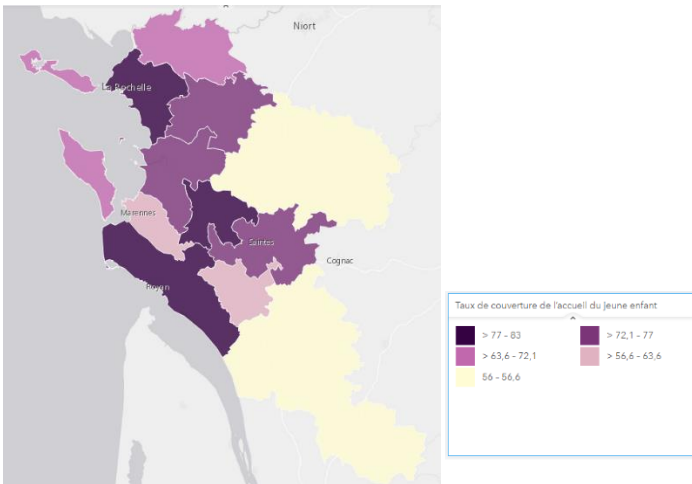 Niort
La Rochelle
Marennes
Saintes
Cognac
Royan
Taux de couverture de l'accueil du jeune enfant
> 77 - 83
> 72,1 - 77
> 63,6 - 72,1
> 56,6 - 63,6
56 - 56,6